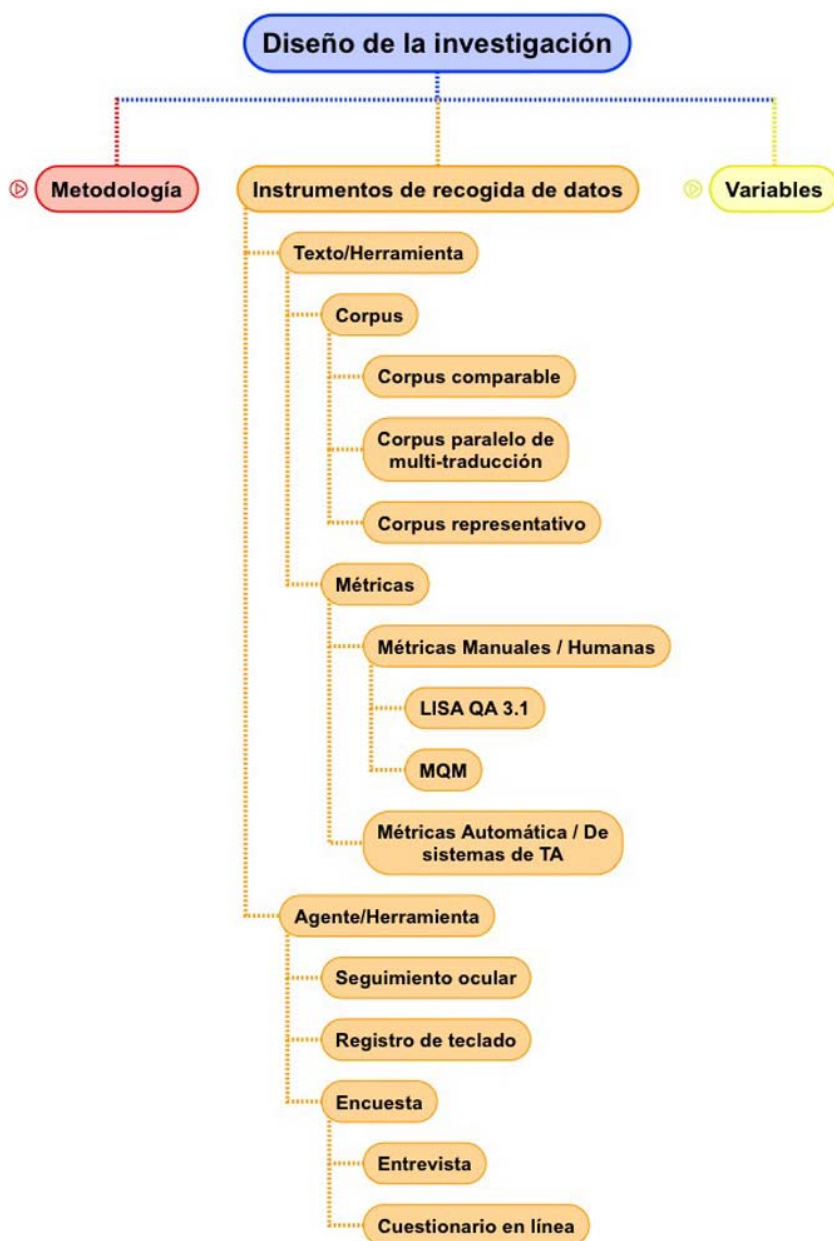 Diseño de la investigación
Metodología
Instrumentos de recogida de datos
Variables
Texto/Herramienta
Corpus
Corpus comparable
Corpus paralelo de
multi-traducción
Corpus representativo
Métricas
Métricas Manuales / Humanas
LISA QA 3.1
MQM
Métricas Automática / De
sistemas de TA
Agente/Herramienta
Seguimiento ocular
Registro de teclado
Encuesta
Entrevista
Cuestionario en línea